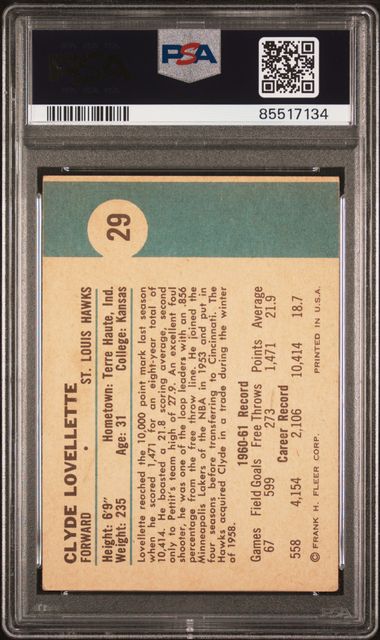 PSA
85517134
29
CLYDE LOVELLETTE
FORWARD • ST. LOUIS HAWKS
Height: 6'9" Hometown: Terre Haute, Ind.
Weight: 235 Age: 31 College: Kansas
Lovellette reached the 10,000 point mark last season
when he scored 1,471 for an eight-year total of
10,414. He boasted a 21.8 scoring average, second
only to Pettit's team high of 27.9. An excellent foul
shooter, he was one of the loop leaders with an .856
percentage from the free throw line. He joined the
Minneapolis Lakers of the NBA in 1953 and put in
four seasons before transferring to Cincinnati. The
Hawks acquired Clyde in a trade during the winter
of 1958.
1960-61 Record
Games Field Goals Free Throws Points Average
67 599 273 1,471 21.9
Career Record
558 4,154 2,106 10,414 18.7
© FRANK H. FLEER CORP. PRINTED IN U.S.A.